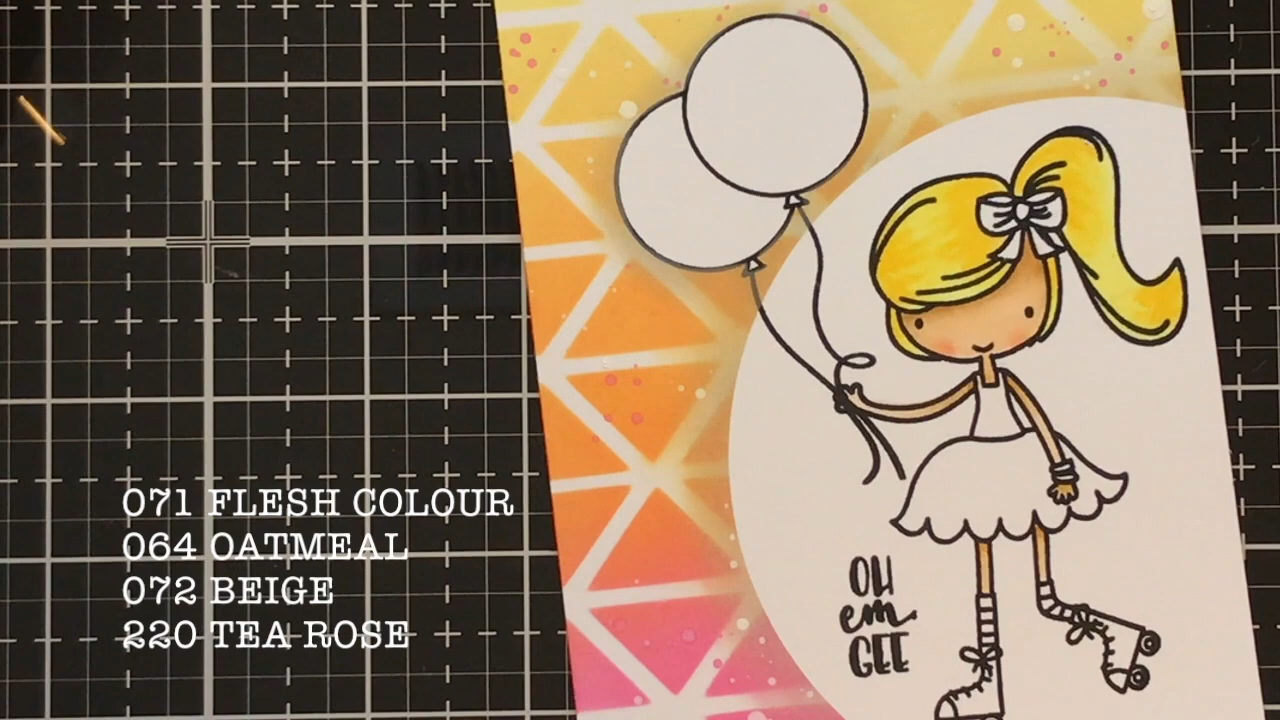 071 FLESH COLOUR
064 OATMEAL
072 BEIGE
220 TEA ROSE
OH
em
GEE